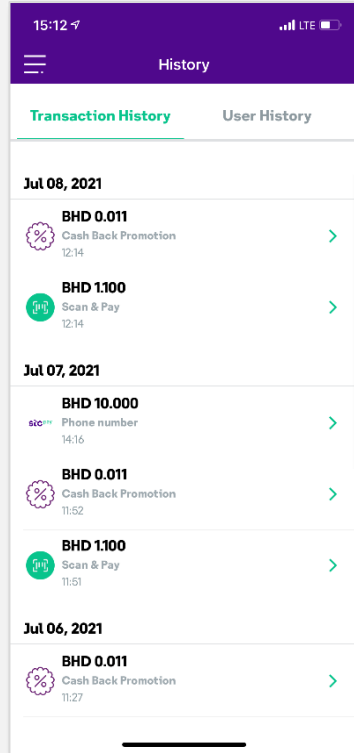 15:12 LTE
History
Transaction History User History
Jul 08, 2021
BHD 0.011
Cash Back Promotion
12:14
BHD 1.100
Scan & Pay
12:14
Jul 07, 2021
BHD 10.000
stc pay Phone number
14:16
BHD 0.011
Cash Back Promotion
11:52
BHD 1.100
Scan & Pay
11:51
Jul 06, 2021
BHD 0.011
Cash Back Promotion
11:27